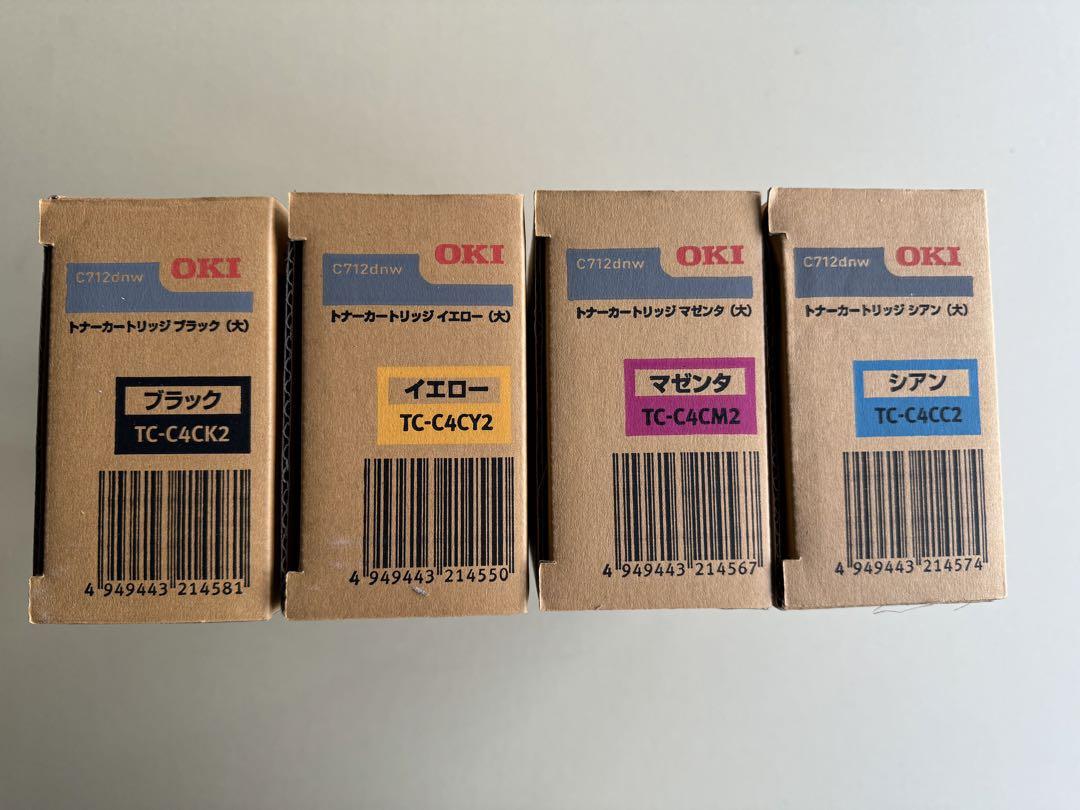 C712dnw OKI
トナーカートリッジ ブラック（大）
ブラック
TC-C4CK2
4 949443 214581
C712dnw OKI
トナーカートリッジ イエロー（大）
イエロー
TC-C4CY2
4 949443 214550
C712dnw OKI
トナーカートリッジ マゼンタ（大）
マゼンタ
TC-C4CM2
4 949443 214567
C712dnw OKI
トナーカートリッジ シアン（大）
シアン
TC-C4CC2
4 949443 214574